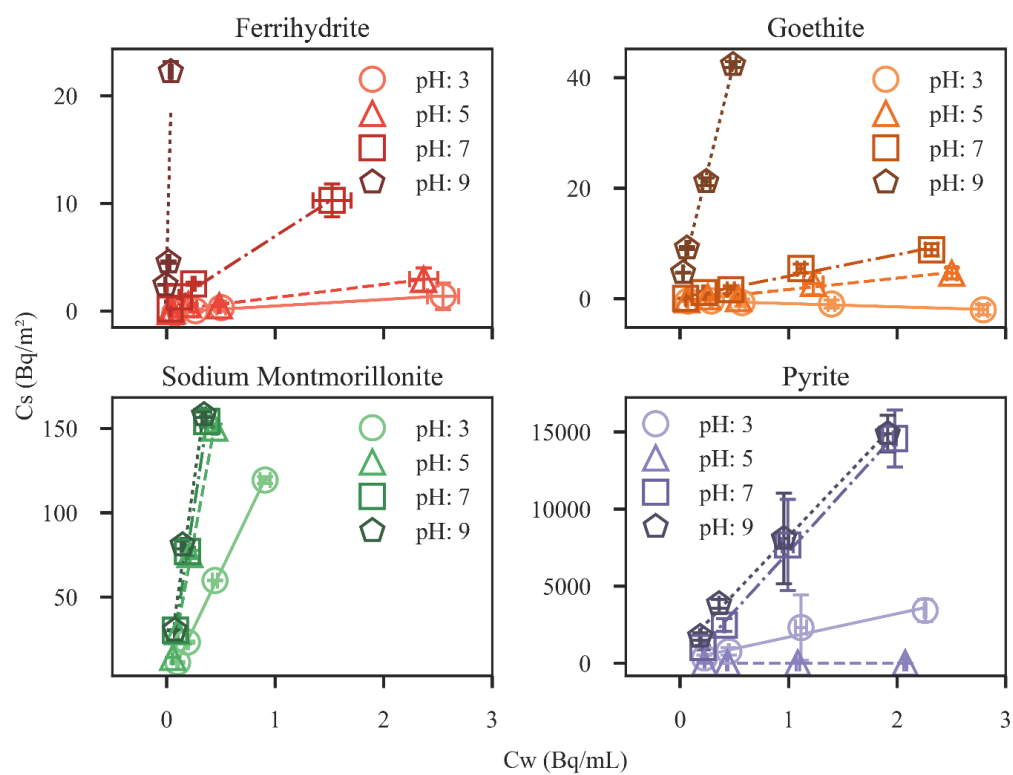 Ferrihydrite
Goethite
20
10
0
pH: 3
pH: 5
pH: 7
pH: 9
40
20
0
pH: 3
pH: 5
pH: 7
pH: 9
Cs (Bq/m²)
Sodium Montmorillonite
Pyrite
150
100
50
pH: 3
pH: 5
pH: 7
pH: 9
15000
10000
5000
0
pH: 3
pH: 5
pH: 7
pH: 9
0 1 2 3
0 1 2 3
Cw (Bq/mL)